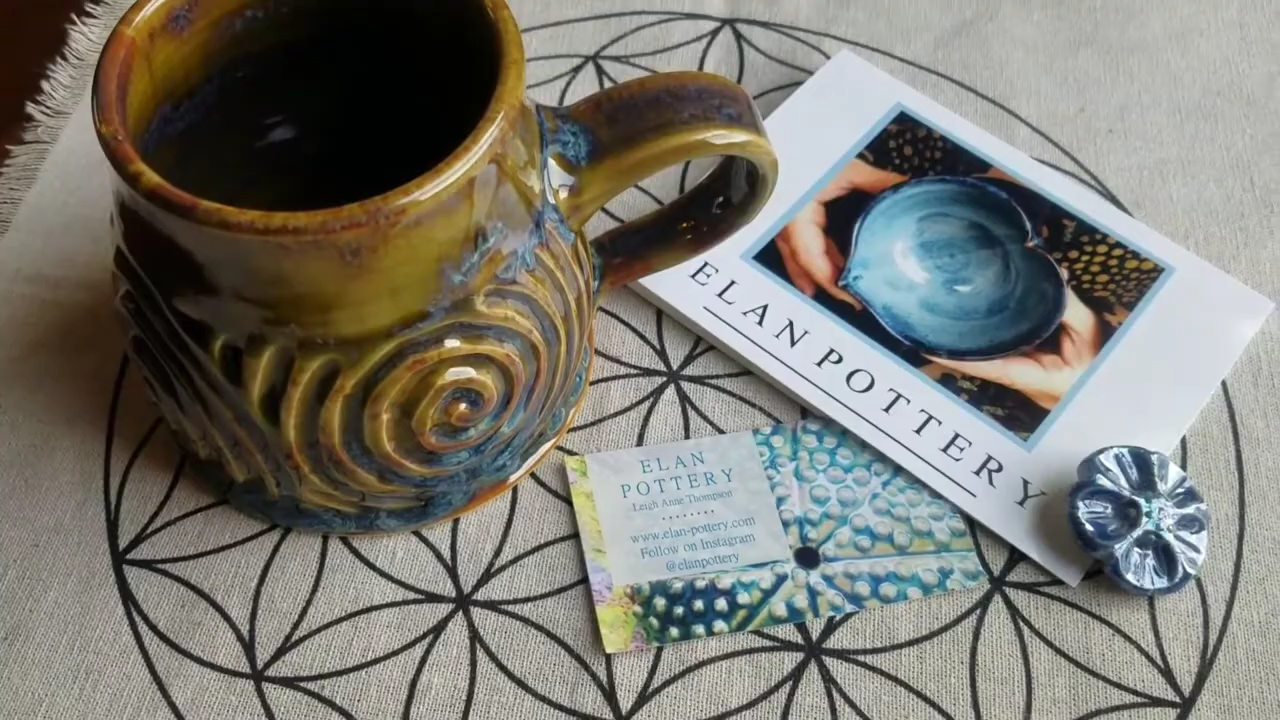 ELAN POTTERY
ELAN
POTTERY
Leigh Anne Thompson
www.elan-pottery.com
Follow on Instagram
@elanpottery